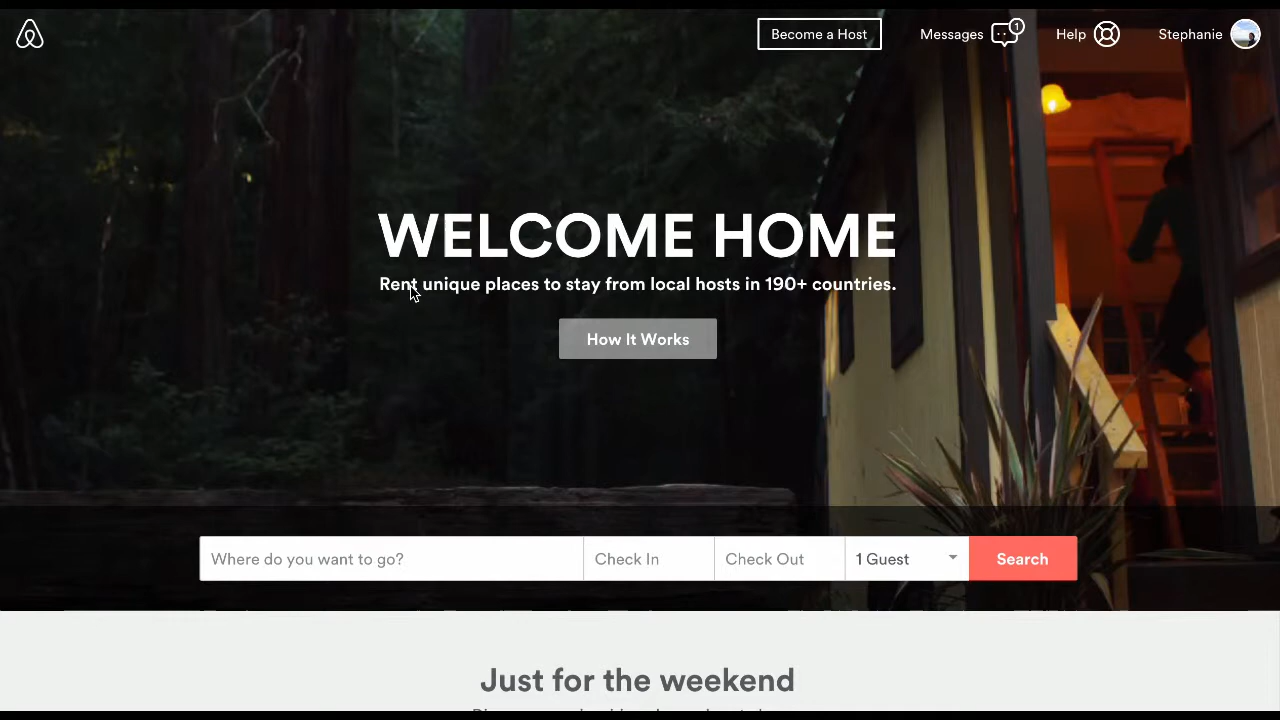 Become a Host
Messages 1
Help
Stephanie
WELCOME HOME
Rent unique places to stay from local hosts in 190+ countries.
How It Works
Where do you want to go?
Check In
Check Out
1 Guest
Search
Just for the weekend